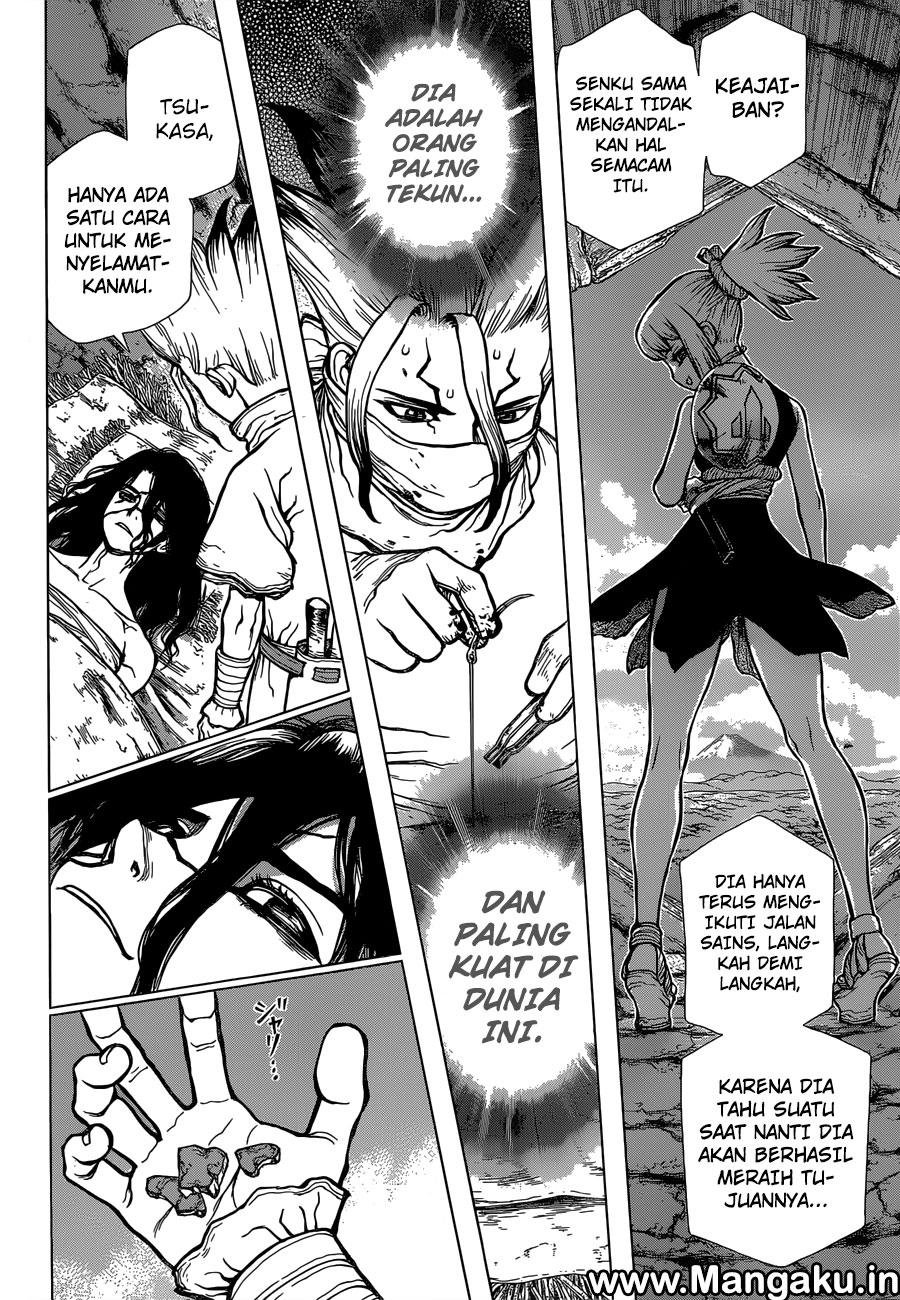 KEAJAI-
BAN?
SENKU SAMA
SEKALI TIDAK
MENGANDAL-
KAN HAL
SEMACAM
ITU.
DIA HANYA
TERUS MENG-
IKUTI JALAN
SAINS, LANG-
KAH DEMI
LANGKAH,
KARENA DIA
TAHU SUATU
SAAT NANTI DIA
AKAN BERHASIL
MERAIH TU-
JUANNYA...
DIA
ADALAH
ORANG
PALING
TEKUN...
DAN
PALING
KUAT DI
DUNIA
INI.
TSU-
KASA,
HANYA ADA
SATU CARA
UNTUK ME-
NYELAMAT-
KANMU.
ジャリ…
www.Mangaku.in